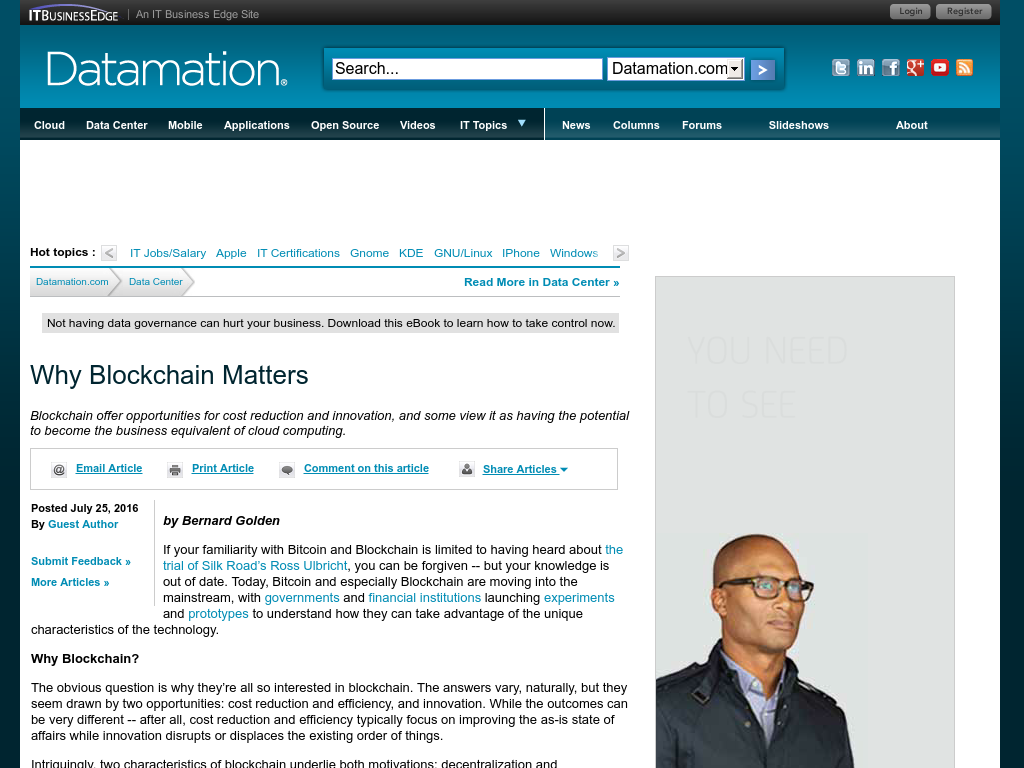 ITBUSINESSEDGE | An IT Business Edge Site
Login Register
Datamation®
Search... Datamation.com >
Cloud Data Center Mobile Applications Open Source Videos IT Topics News Columns Forums Slideshows About
Hot topics : < IT Jobs/Salary Apple IT Certifications Gnome KDE GNU/Linux IPhone Windows >
Datamation.com Data Center Read More in Data Center »
Not having data governance can hurt your business. Download this eBook to learn how to take control now.
Why Blockchain Matters
Blockchain offer opportunities for cost reduction and innovation, and some view it as having the potential
to become the business equivalent of cloud computing.
Email Article Print Article Comment on this article Share Articles
Posted July 25, 2016
By Guest Author
Submit Feedback »
More Articles »
by Bernard Golden
If your familiarity with Bitcoin and Blockchain is limited to having heard about the
trial of Silk Road’s Ross Ulbricht, you can be forgiven -- but your knowledge is
out of date. Today, Bitcoin and especially Blockchain are moving into the
mainstream, with governments and financial institutions launching experiments
and prototypes to understand how they can take advantage of the unique
characteristics of the technology.
Why Blockchain?
The obvious question is why they’re all so interested in blockchain. The answers vary, naturally, but they
seem drawn by two opportunities: cost reduction and efficiency, and innovation. While the outcomes can
be very different -- after all, cost reduction and efficiency typically focus on improving the as-is state of
affairs while innovation disrupts or displaces the existing order of things.
Intriguingly, two characteristics of blockchain underlie both motivations: decentralization and
YOU NEED
TO SEE